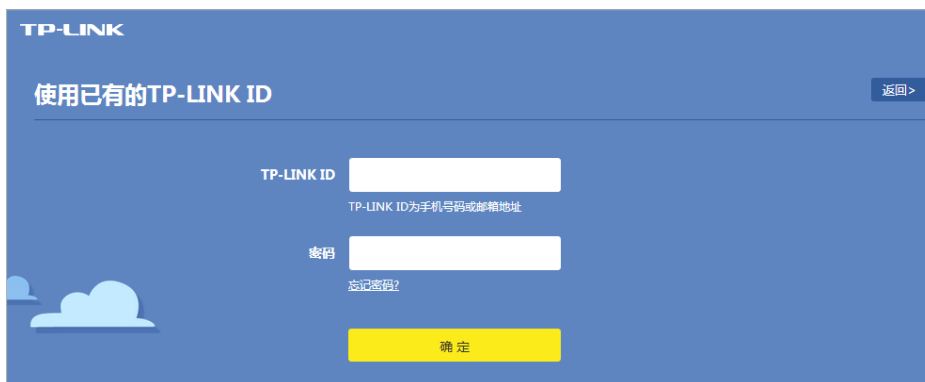 TP-LINK
使用已有的TP-LINK ID
返回>
TP-LINK ID
TP-LINK ID为手机号码或邮箱地址
密码
忘记密码?
确 定